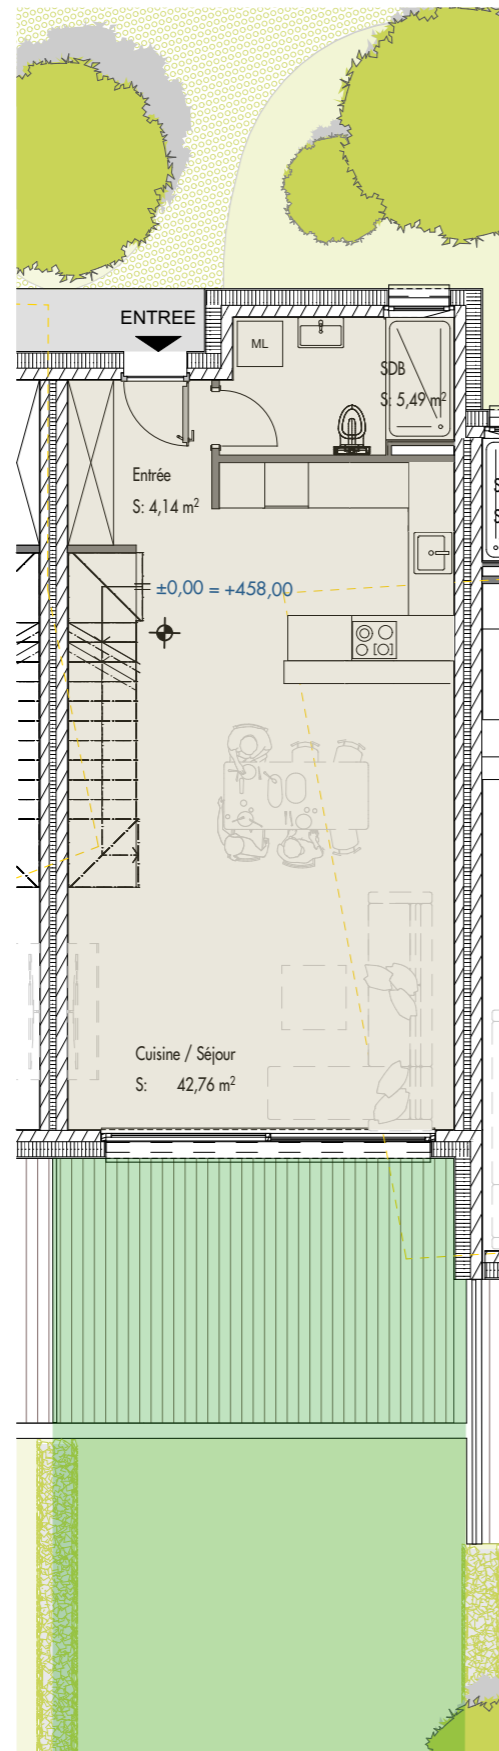 ENTREE
ML
SDB
S: 5,49 m²
Entrée
S: 4,14 m²
S
S
±0,00 = +458,00
Cuisine / Séjour
S: 42,76 m²